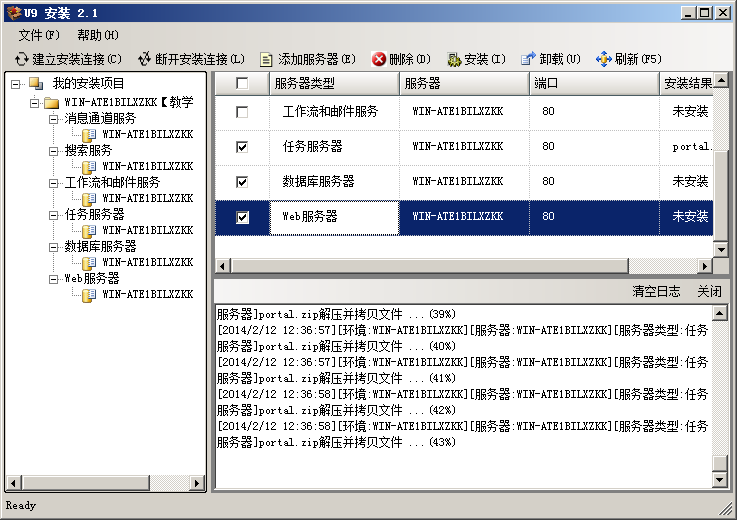 U9 安装 2.1
文件(F) 帮助(H)
建立安装连接(C) 断开安装连接(L) 添加服务器(E) 删除(D) 安装(I) 卸载(U) 刷新(F5)
我的安装项目
WIN-ATE1BILXZKK【教学
消息通道服务
WIN-ATE1BILXZKK
搜索服务
WIN-ATE1BILXZKK
工作流和邮件服务
WIN-ATE1BILXZKK
任务服务器
WIN-ATE1BILXZKK
数据库服务器
WIN-ATE1BILXZKK
Web服务器
WIN-ATE1BILXZKK
服务器类型 服务器 端口 安装结果
工作流和邮件服务 WIN-ATE1BILXZKK 80 未安装
任务服务器 WIN-ATE1BILXZKK 80 portal.
数据库服务器 WIN-ATE1BILXZKK 80 未安装
Web服务器 WIN-ATE1BILXZKK 80 未安装
清空日志 关闭
服务器]portal.zip解压并拷贝文件 ...(39%)
[2014/2/12 12:36:57][环境:WIN-ATE1BILXZKK][服务器:WIN-ATE1BILXZKK][服务器类型:任务
服务器]portal.zip解压并拷贝文件 ...(40%)
[2014/2/12 12:36:57][环境:WIN-ATE1BILXZKK][服务器:WIN-ATE1BILXZKK][服务器类型:任务
服务器]portal.zip解压并拷贝文件 ...(41%)
[2014/2/12 12:36:58][环境:WIN-ATE1BILXZKK][服务器:WIN-ATE1BILXZKK][服务器类型:任务
服务器]portal.zip解压并拷贝文件 ...(42%)
[2014/2/12 12:36:58][环境:WIN-ATE1BILXZKK][服务器:WIN-ATE1BILXZKK][服务器类型:任务
服务器]portal.zip解压并拷贝文件 ...(43%)
Ready